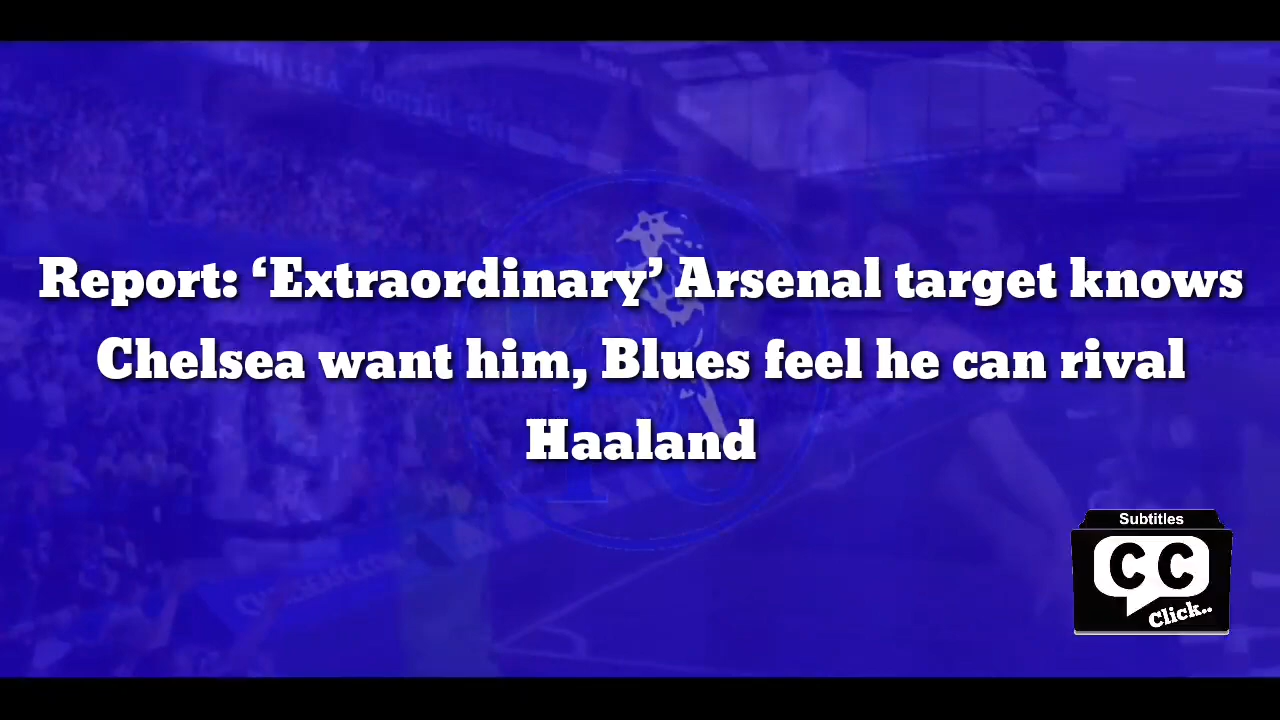 Report: ‘Extraordinary’ Arsenal target knows
Chelsea want him, Blues feel he can rival
Haaland
Subtitles
CC
Click..